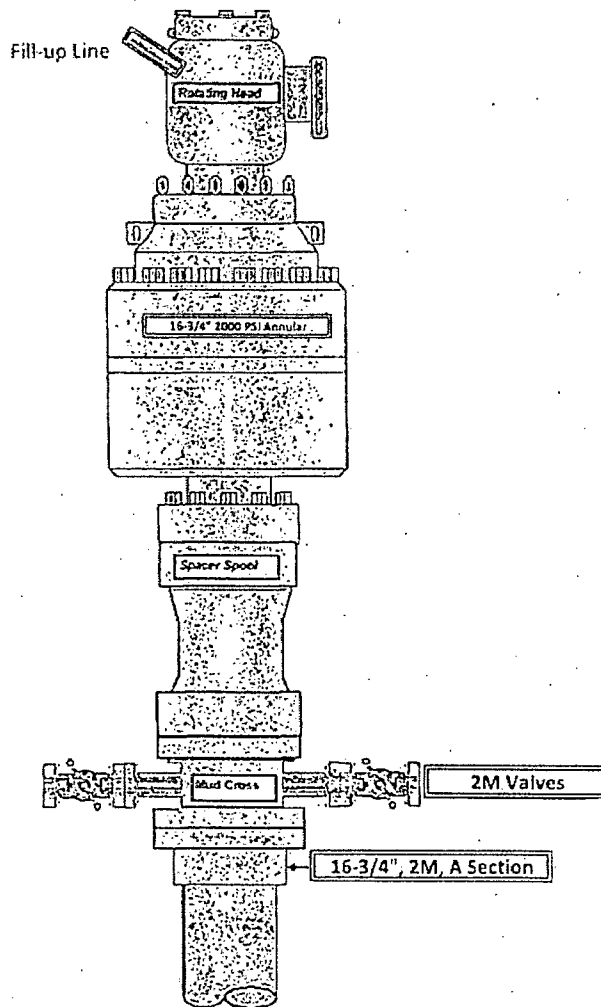 Fill-up Line
Rotating Head
16-3/4" 2000 PSI Annular
Spacer Spool
Mud Cross
2M Valves
16-3/4", 2M, A Section